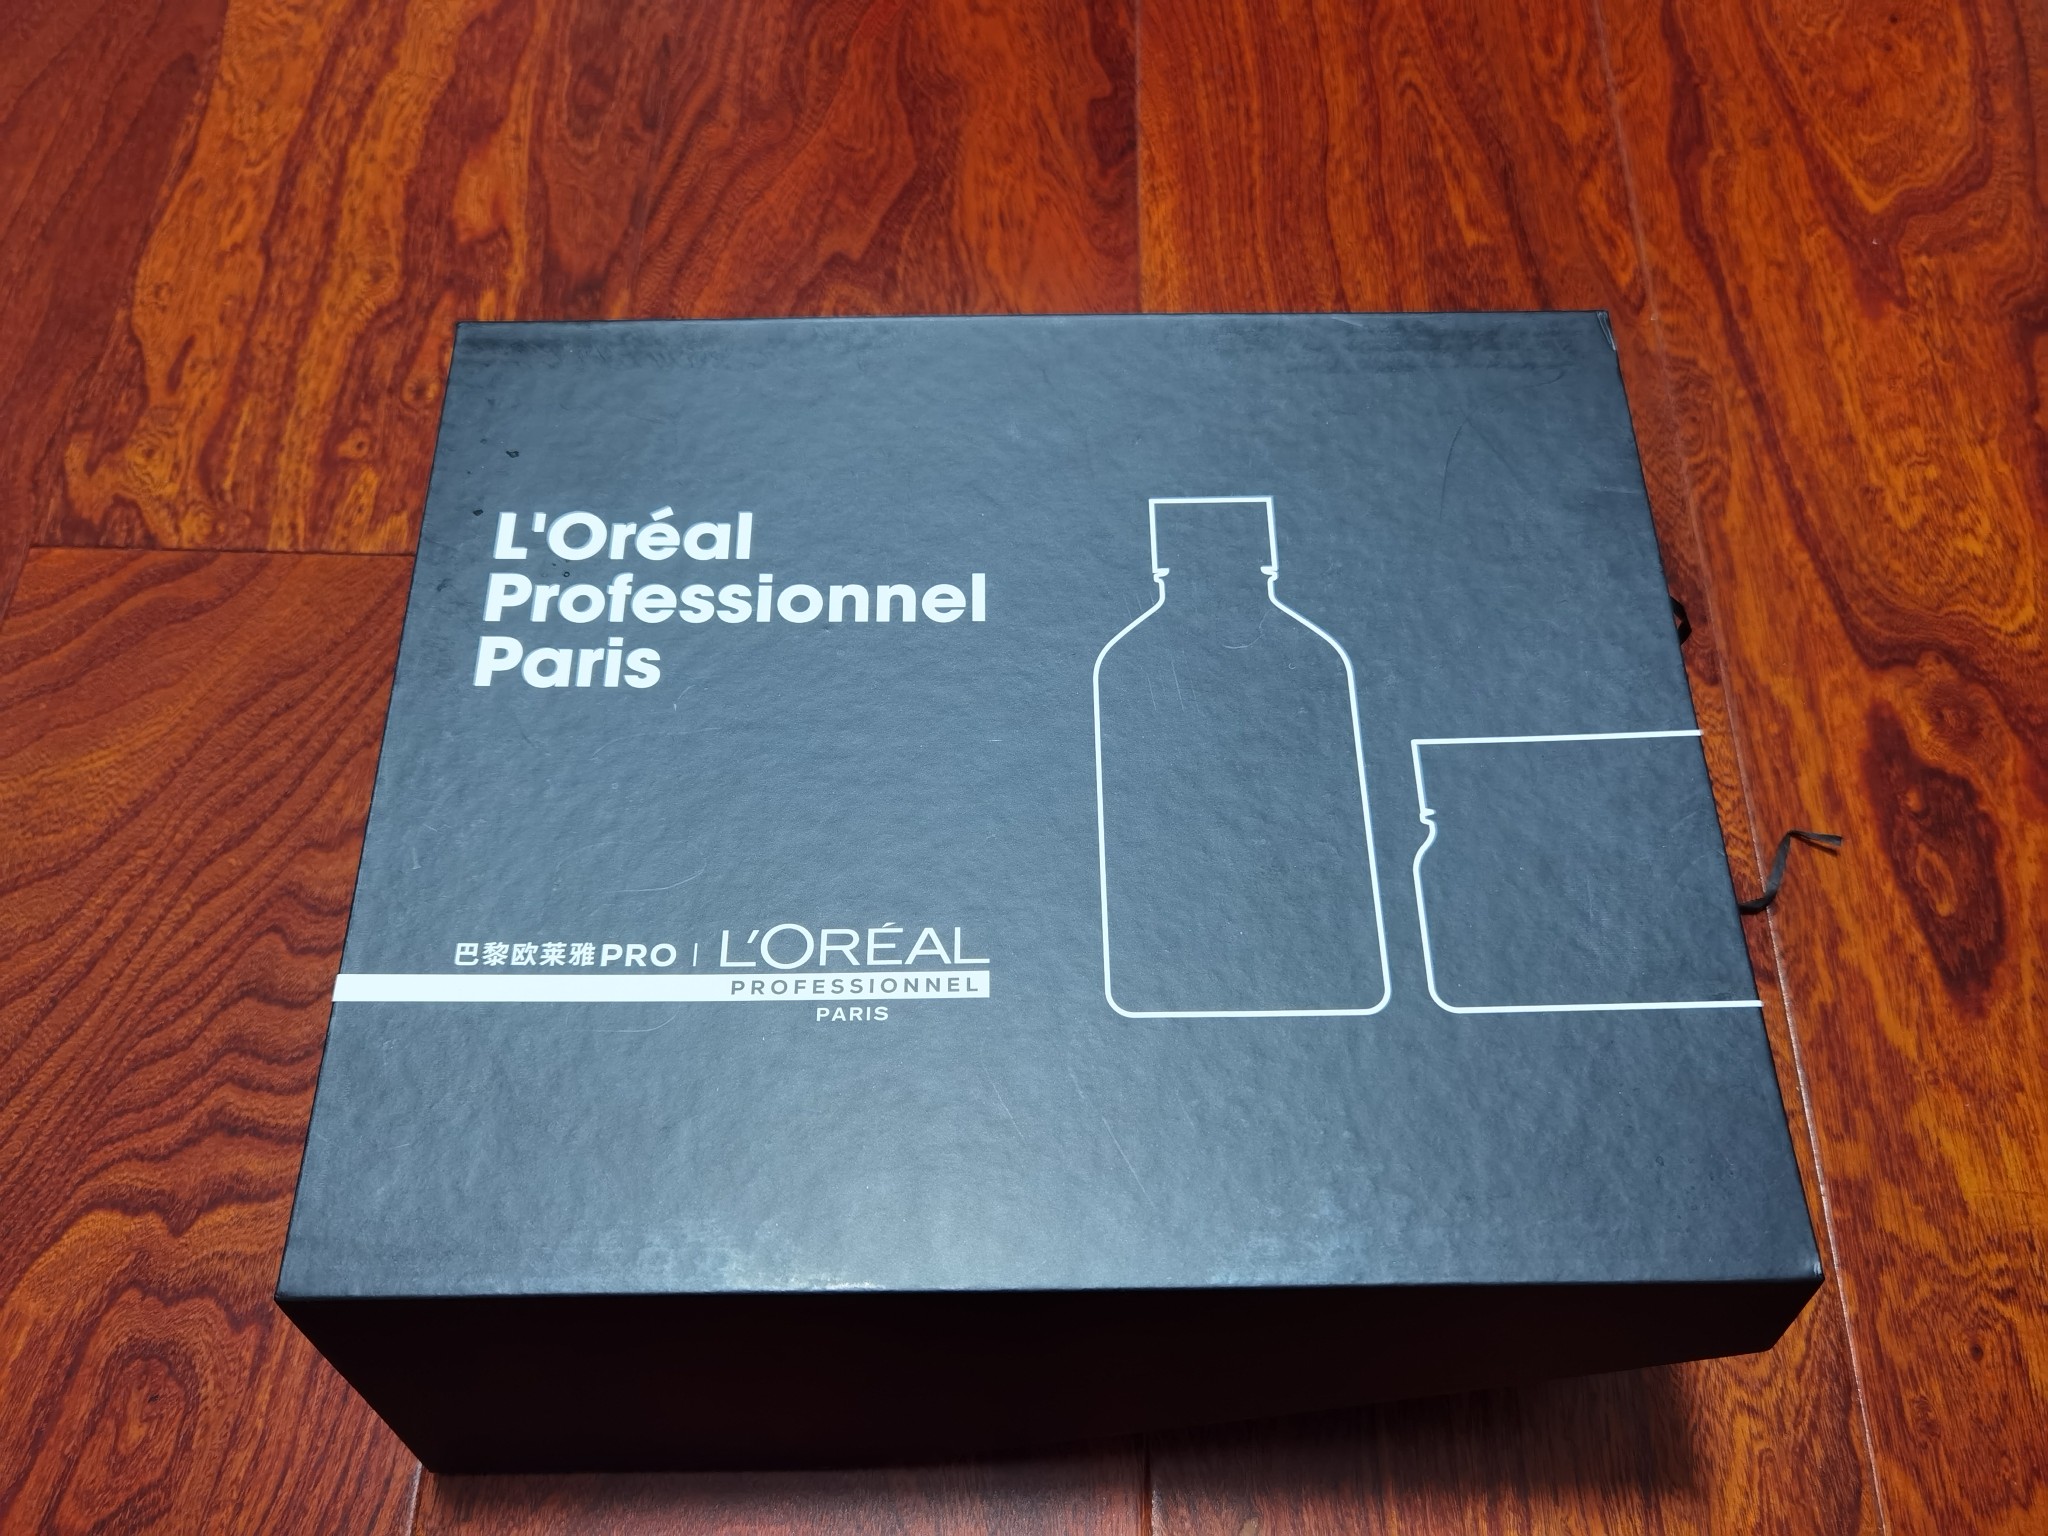 L'Oréal
Professionnel
Paris
巴黎欧莱雅PRO | L'ORÉAL
PROFESSIONNEL
PARIS